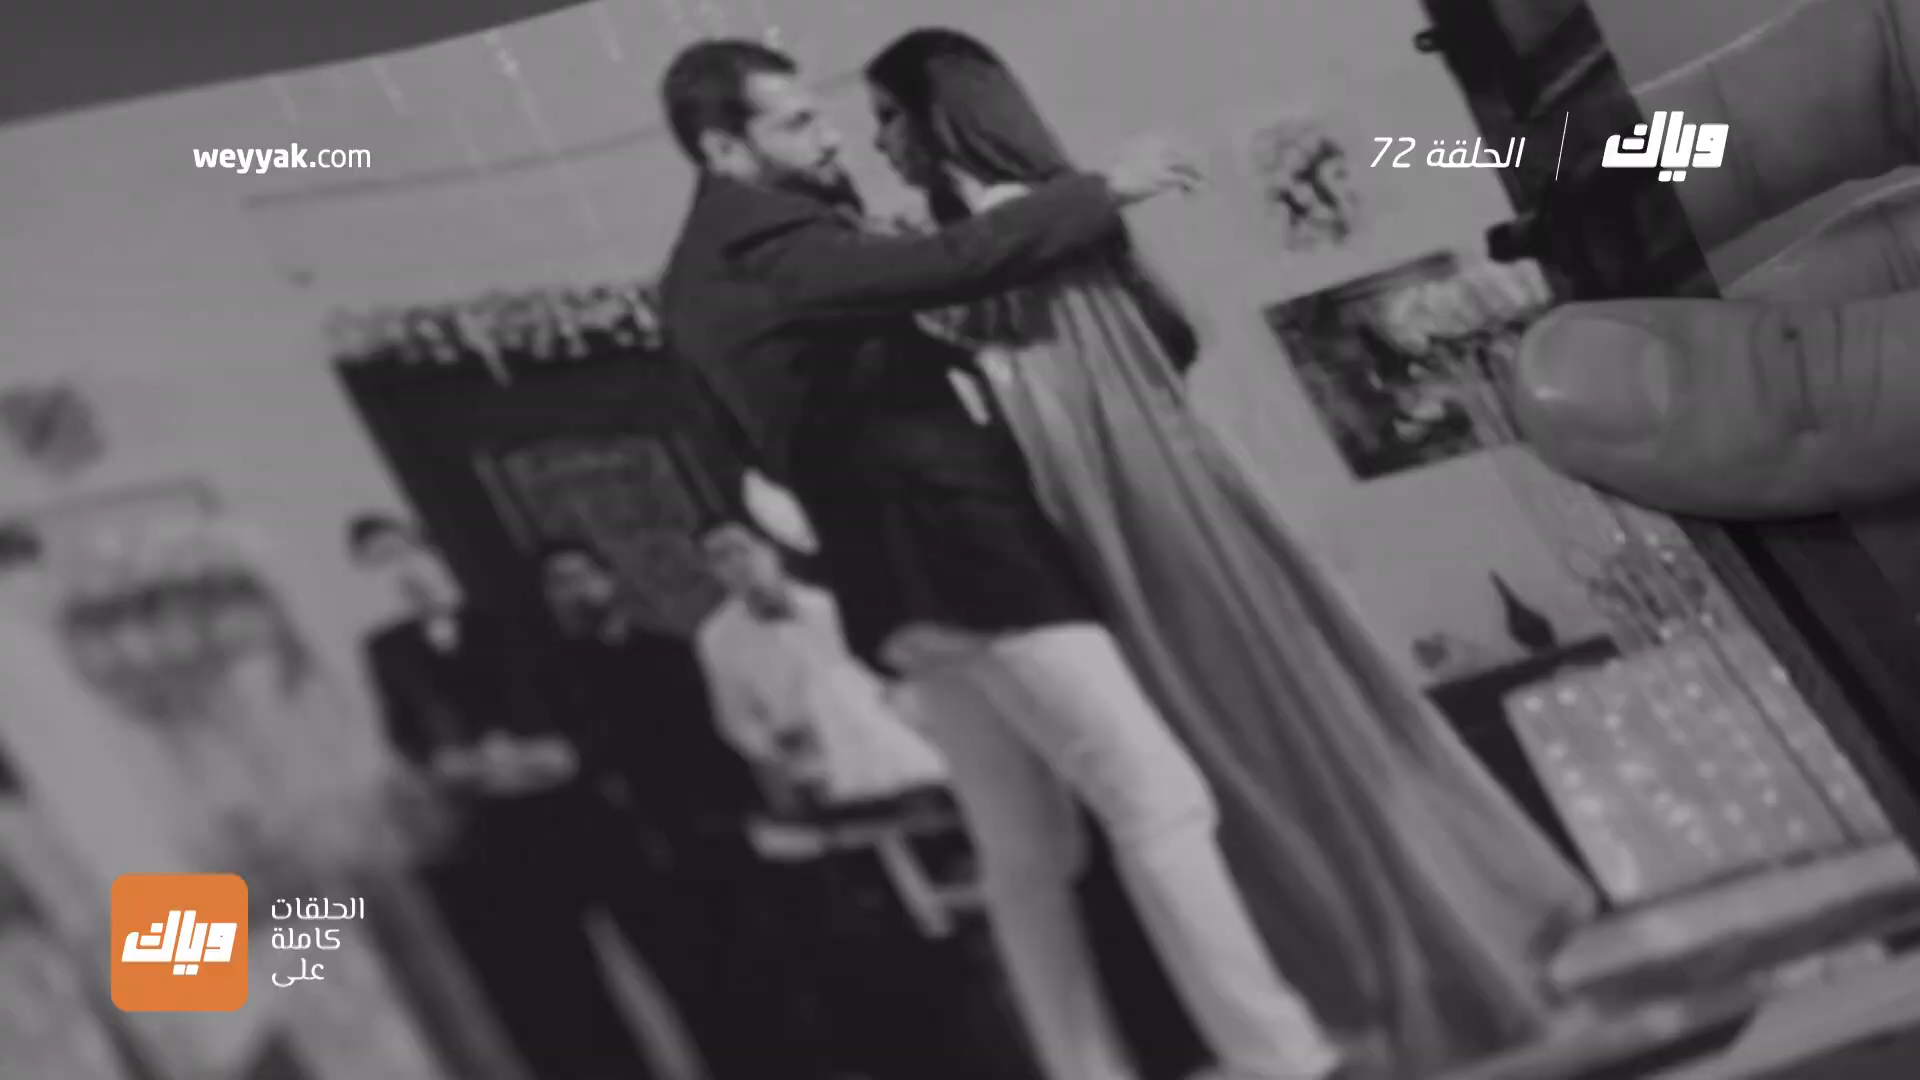 weyyak.com
الحلقة 72
وياك
وياك
الحلقات
كاملة
على